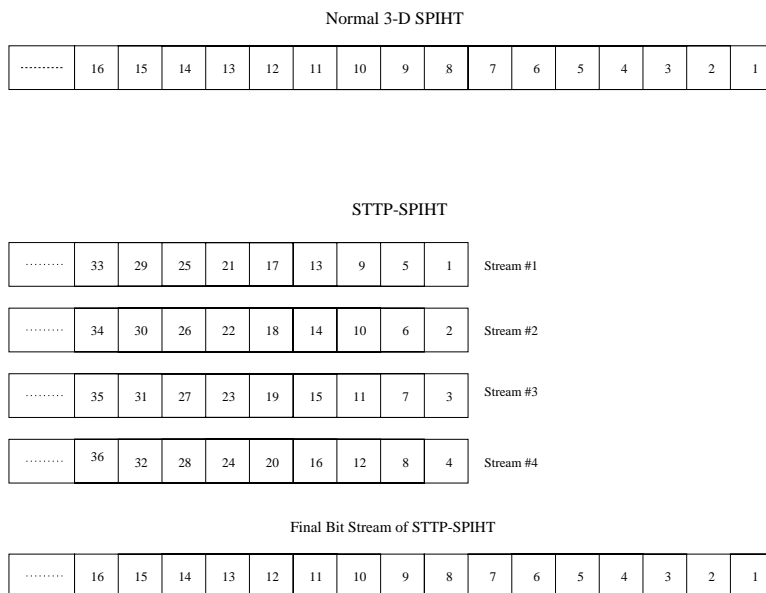 Normal 3-D SPIHT
.......... 16 15 14 13 12 11 10 9 8 7 6 5 4 3 2 1
STTP-SPIHT
......... 33 29 25 21 17 13 9 5 1 Stream #1
......... 34 30 26 22 18 14 10 6 2 Stream #2
......... 35 31 27 23 19 15 11 7 3 Stream #3
......... 36 32 28 24 20 16 12 8 4 Stream #4
Final Bit Stream of STTP-SPIHT
......... 16 15 14 13 12 11 10 9 8 7 6 5 4 3 2 1